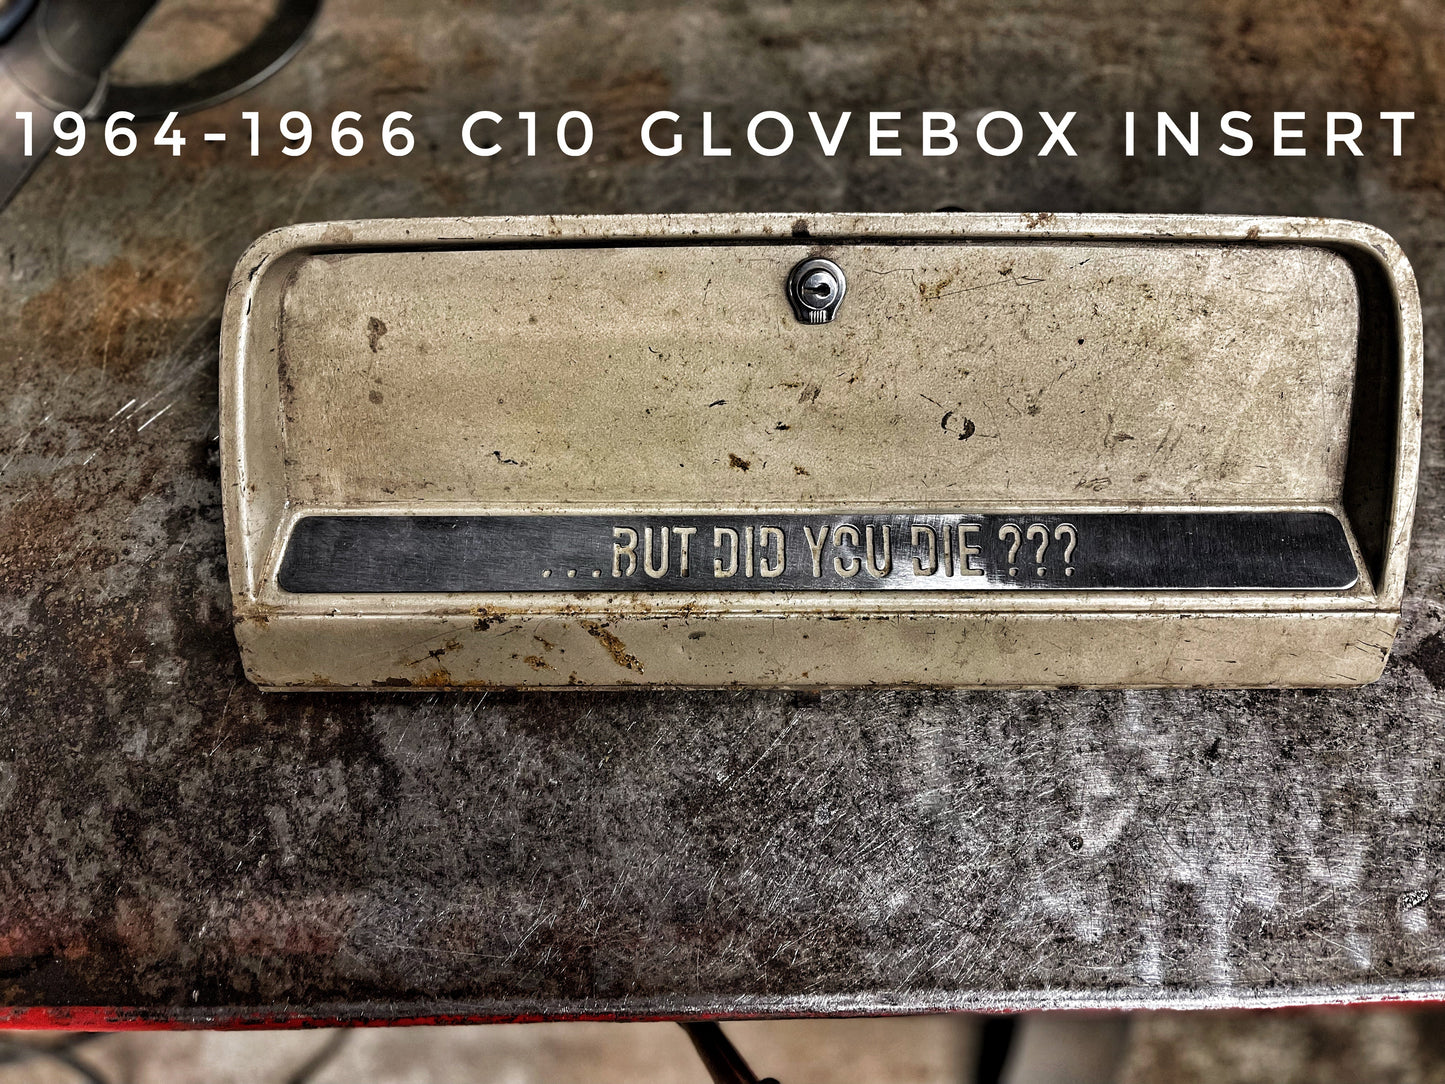 1964-1966 C10 GLOVEBOX INSERT
...BUT DID YOU DIE ???